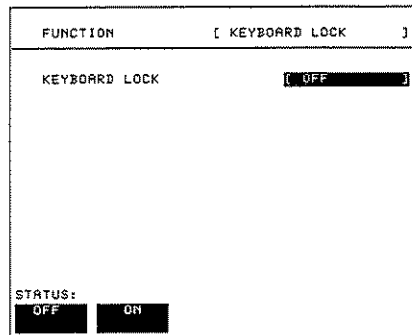 FUNCTION [ KEYBOARD LOCK ]
KEYBOARD LOCK [ OFF ]
STATUS:
OFF ON